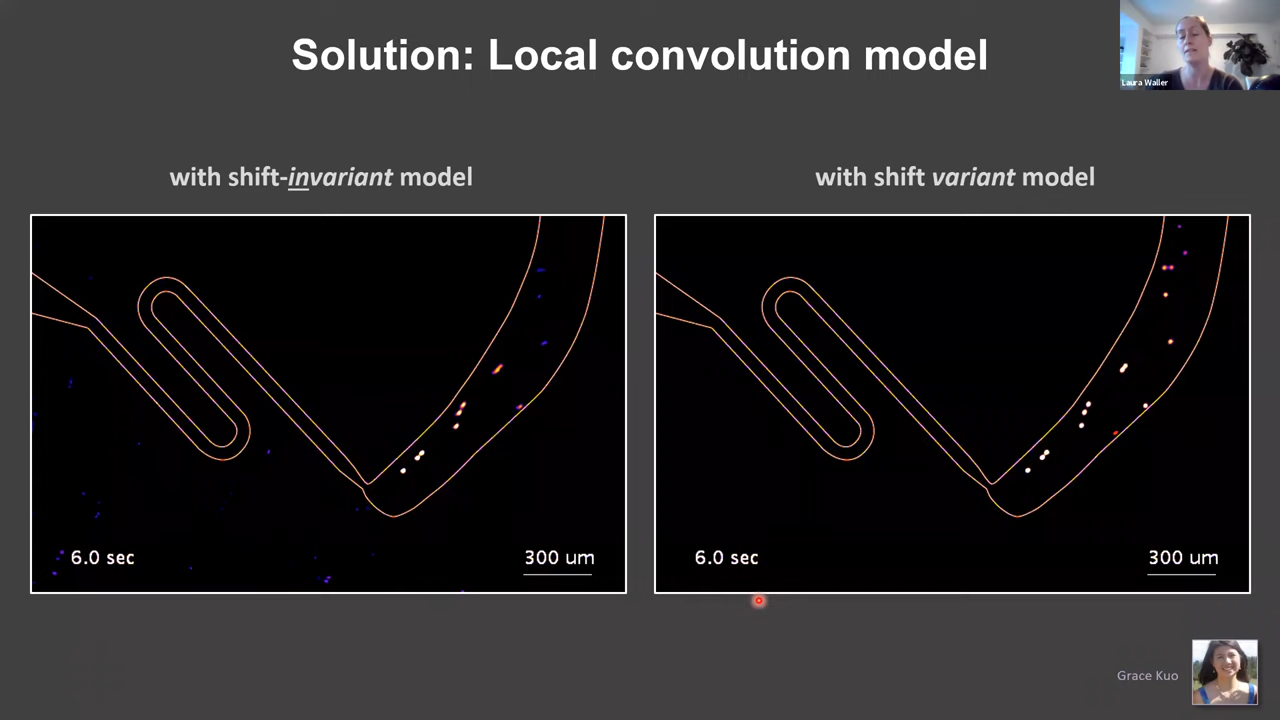 Solution: Local convolution model
Laura Waller
with shift-invariant model
with shift variant model
6.0 sec
300 um
6.0 sec
300 um
Grace Kuo